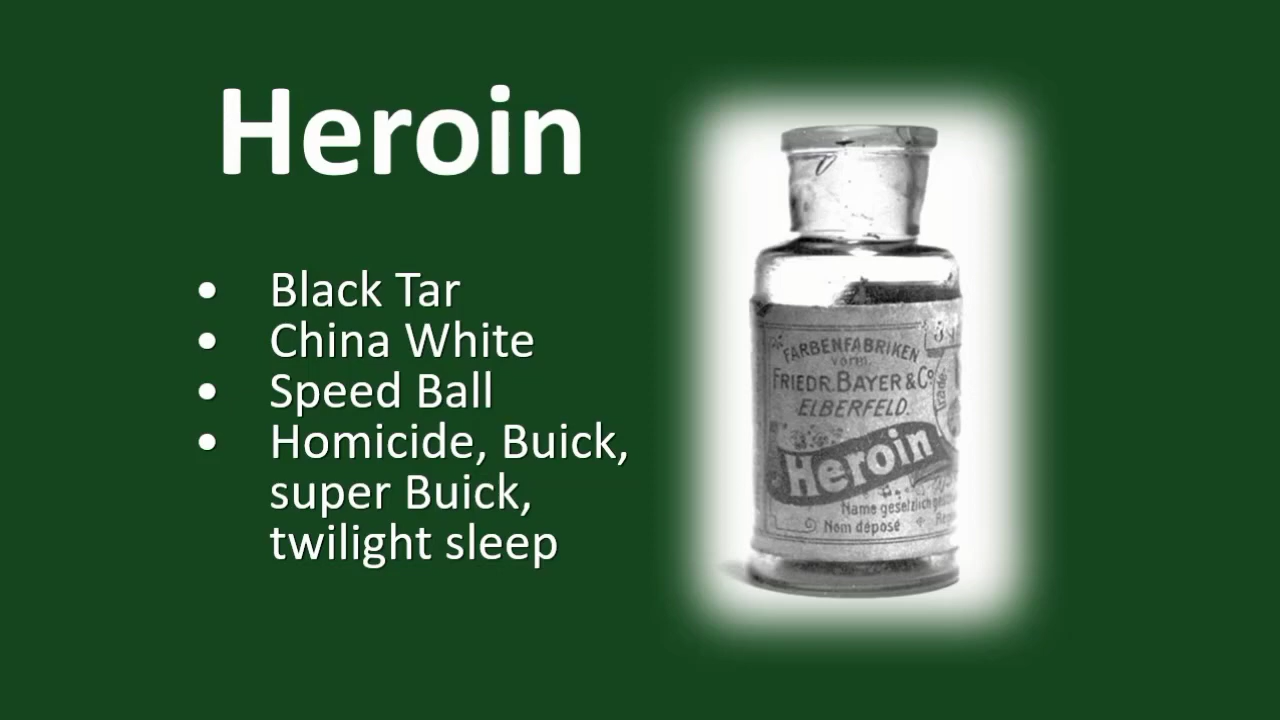 Heroin
• Black Tar
• China White
• Speed Ball
• Homicide, Buick,
super Buick,
twilight sleep
FARBENFABRIKEN
vorm.
FRIEDR. BAYER & Co
ELBERFELD.
Heroin
Name gesetzlich
Nom déposé